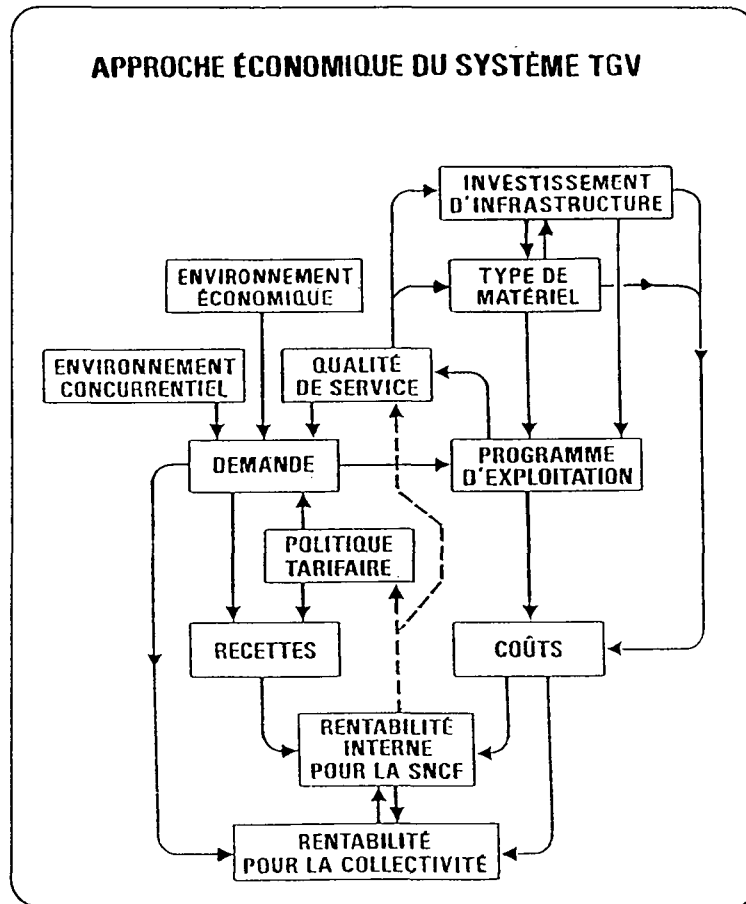 APPROCHE ÉCONOMIQUE DU SYSTÈME TGV
INVESTISSEMENT
D'INFRASTRUCTURE
ENVIRONNEMENT
ÉCONOMIQUE
TYPE DE
MATÉRIEL
ENVIRONNEMENT
CONCURRENTIEL
QUALITÉ
DE SERVICE
DEMANDE
PROGRAMME
D'EXPLOITATION
POLITIQUE
TARIFAIRE
RECETTES
COÛTS
RENTABILITÉ
INTERNE
POUR LA SNCF
RENTABILITÉ
POUR LA COLLECTIVITÉ